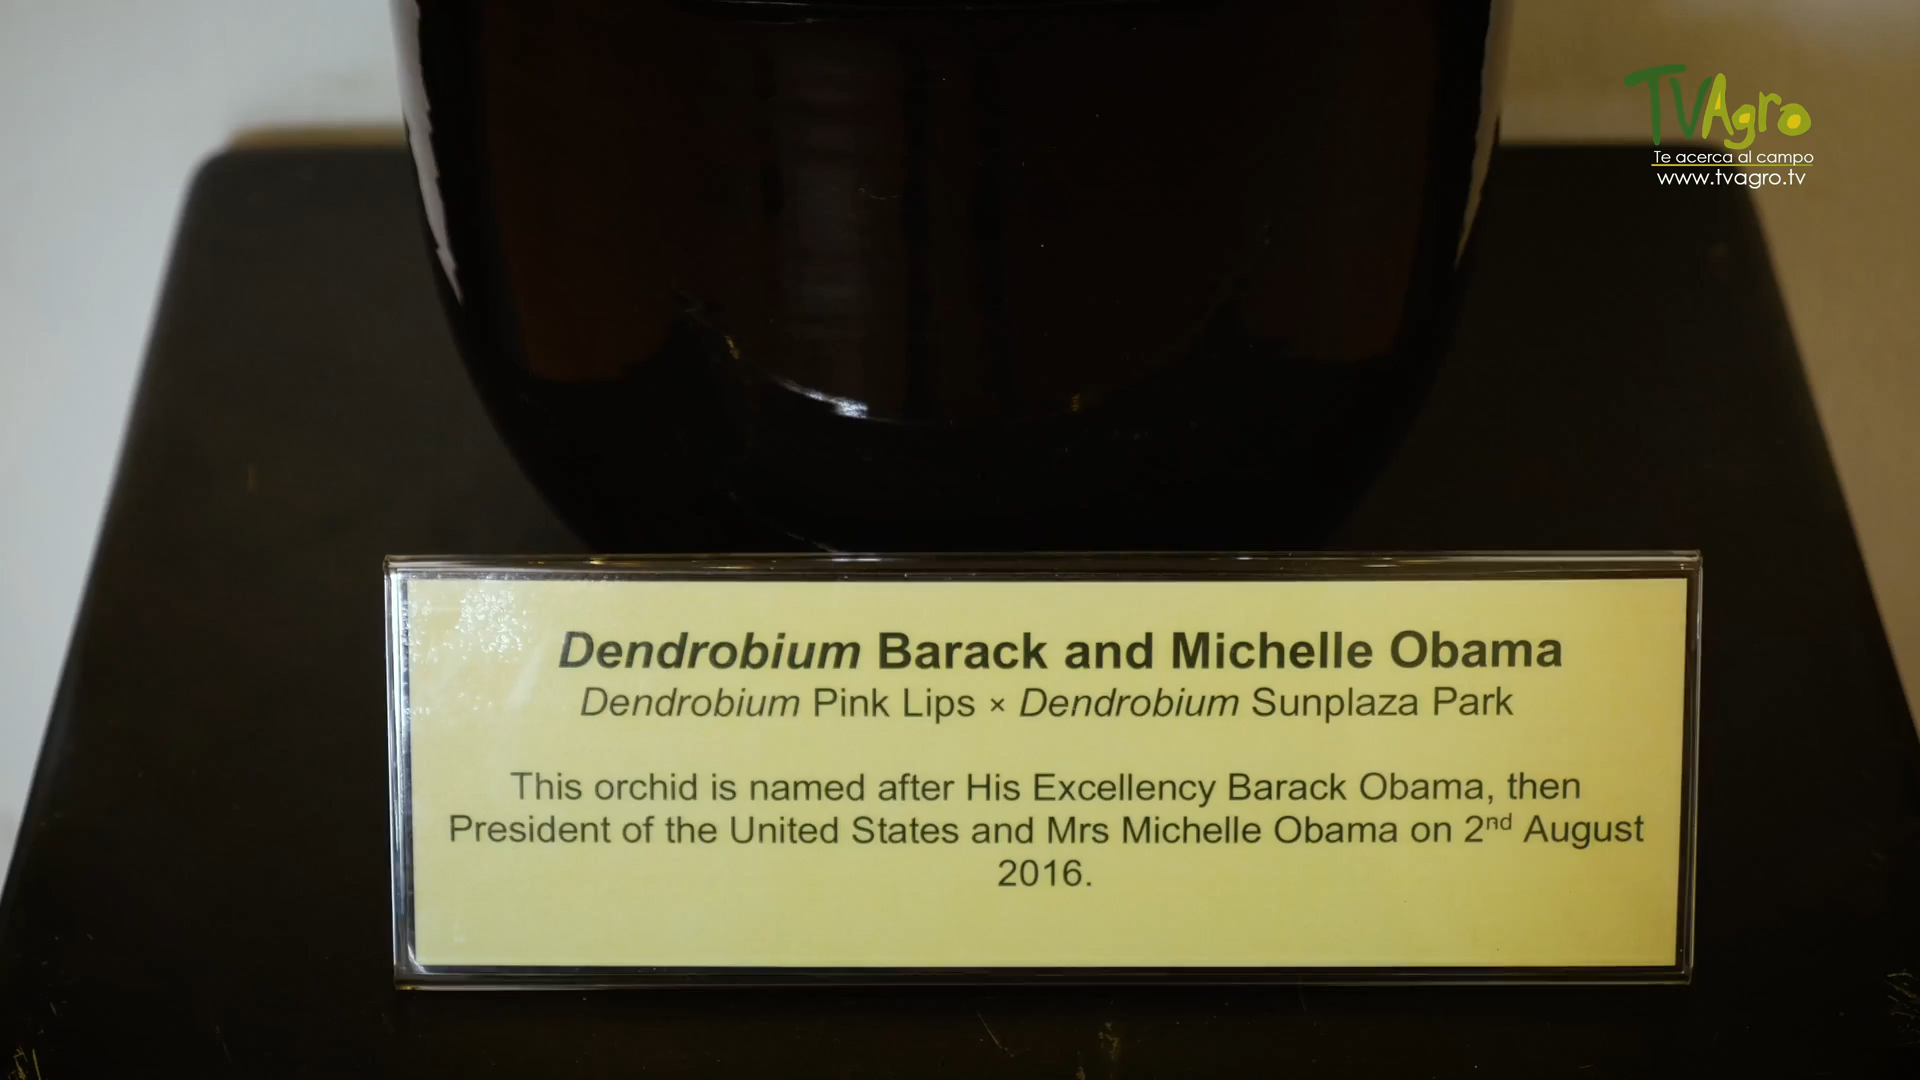 TVAgro
Te acerca al campo
www.tvagro.tv
Dendrobium Barack and Michelle Obama
Dendrobium Pink Lips × Dendrobium Sunplaza Park
This orchid is named after His Excellency Barack Obama, then
President of the United States and Mrs Michelle Obama on 2nd August
2016.